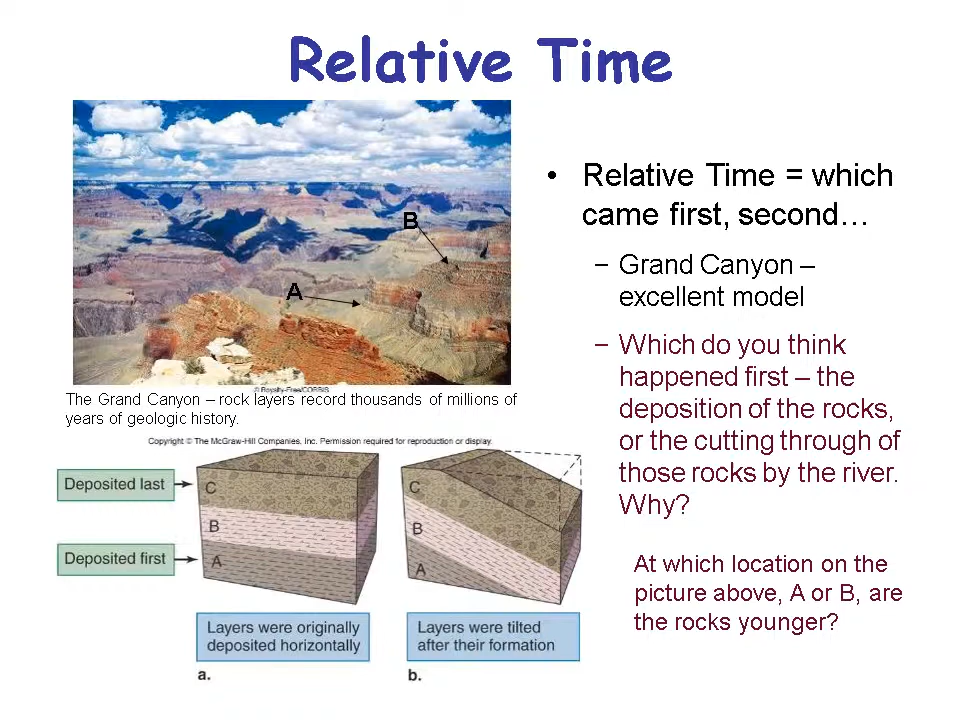 Relative Time
B
A
© Royalty-Free/CORBIS
The Grand Canyon – rock layers record thousands of millions of
years of geologic history.
• Relative Time = which
came first, second…
– Grand Canyon –
excellent model
– Which do you think
happened first – the
deposition of the rocks,
or the cutting through of
those rocks by the river.
Why?
At which location on the
picture above, A or B, are
the rocks younger?
Copyright © The McGraw-Hill Companies, Inc. Permission required for reproduction or display.
Deposited last
C
B
Deposited first
A
Layers were originally
deposited horizontally
a.
C
B
A
Layers were tilted
after their formation
b.